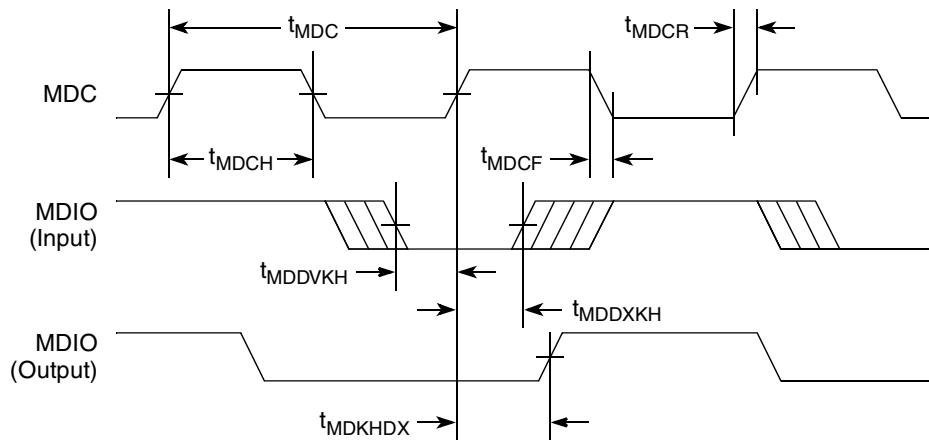 tMDC
tMDCR
MDC
tMDCH
tMDCF
MDIO
(Input)
tMDDVKH
tMDDXKH
MDIO
(Output)
tMDKHDX